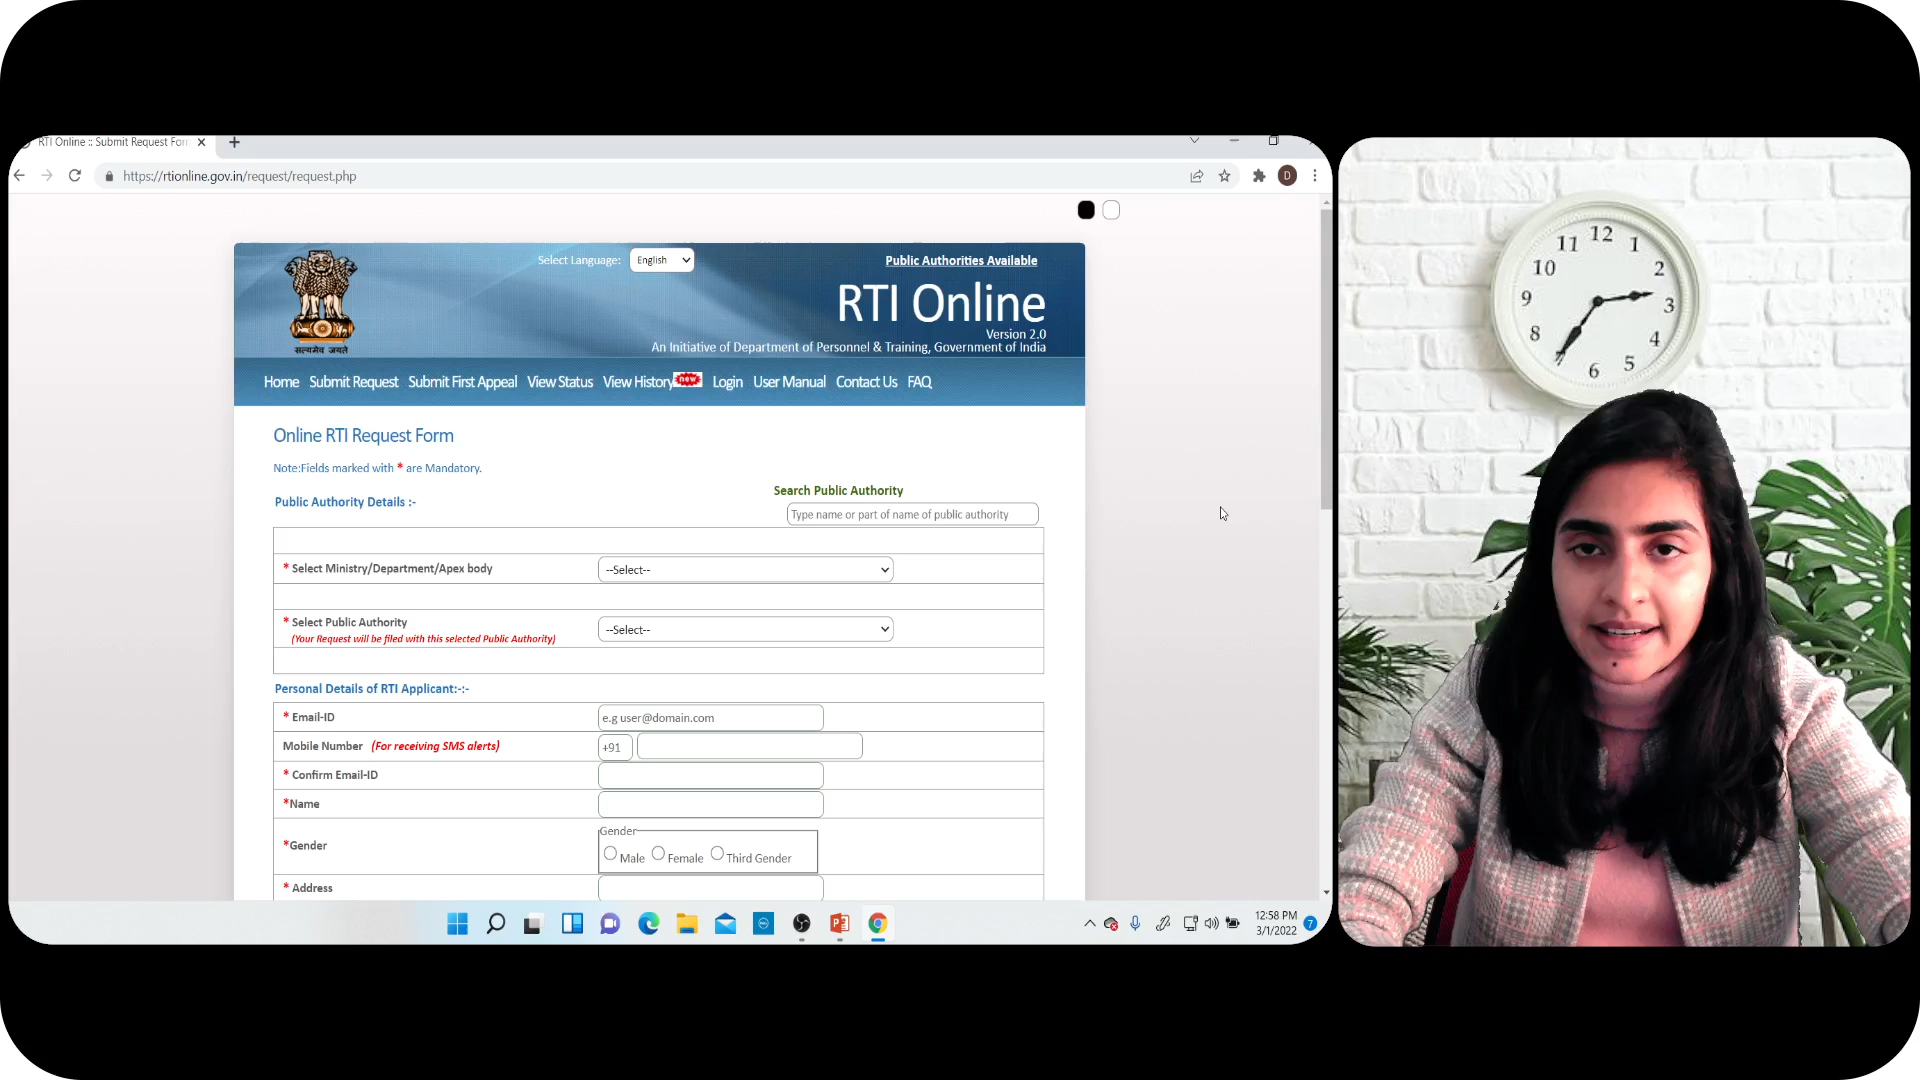 RTI Online :: Submit Request For
https://rtionline.gov.in/request/request.php
D
Select Language: English
Public Authorities Available
RTI Online
Version 2.0
An Initiative of Department of Personnel & Training, Government of India
सत्यमेव जयते
Home Submit Request Submit First Appeal View Status View History new Login User Manual Contact Us FAQ
Online RTI Request Form
Note:Fields marked with * are Mandatory.
Search Public Authority
Public Authority Details :-
Type name or part of name of public authority
* Select Ministry/Department/Apex body --Select--
* Select Public Authority
(Your Request will be filed with this selected Public Authority)
--Select--
Personal Details of RTI Applicant:-:-
* Email-ID e.g user@domain.com
Mobile Number (For receiving SMS alerts) +91
* Confirm Email-ID
*Name
*Gender
Gender
Male Female Third Gender
* Address
12:58 PM
3/1/2022
7
12
1
2
3
4
5
6
7
8
9
10
11